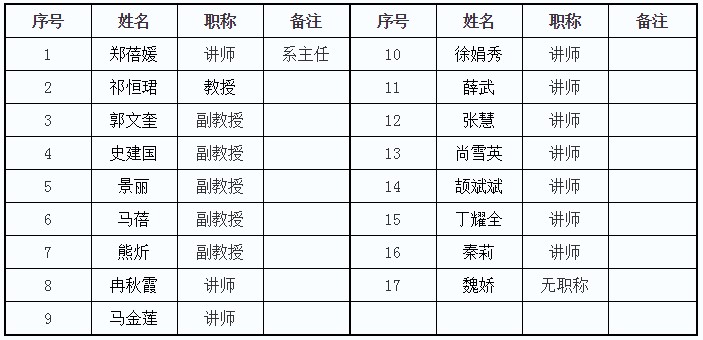 序号 姓名 职称 备注 序号 姓名 职称 备注
1 郑蓓媛 讲师 系主任 10 徐娟秀 讲师
2 祁恒珺 教授 11 薛武 讲师
3 郭文奎 副教授 12 张慧 讲师
4 史建国 副教授 13 尚雪英 讲师
5 景丽 副教授 14 颉斌斌 讲师
6 马蓓 副教授 15 丁耀全 讲师
7 熊炘 副教授 16 秦莉 讲师
8 冉秋霞 讲师 17 魏娇 无职称
9 马金莲 讲师